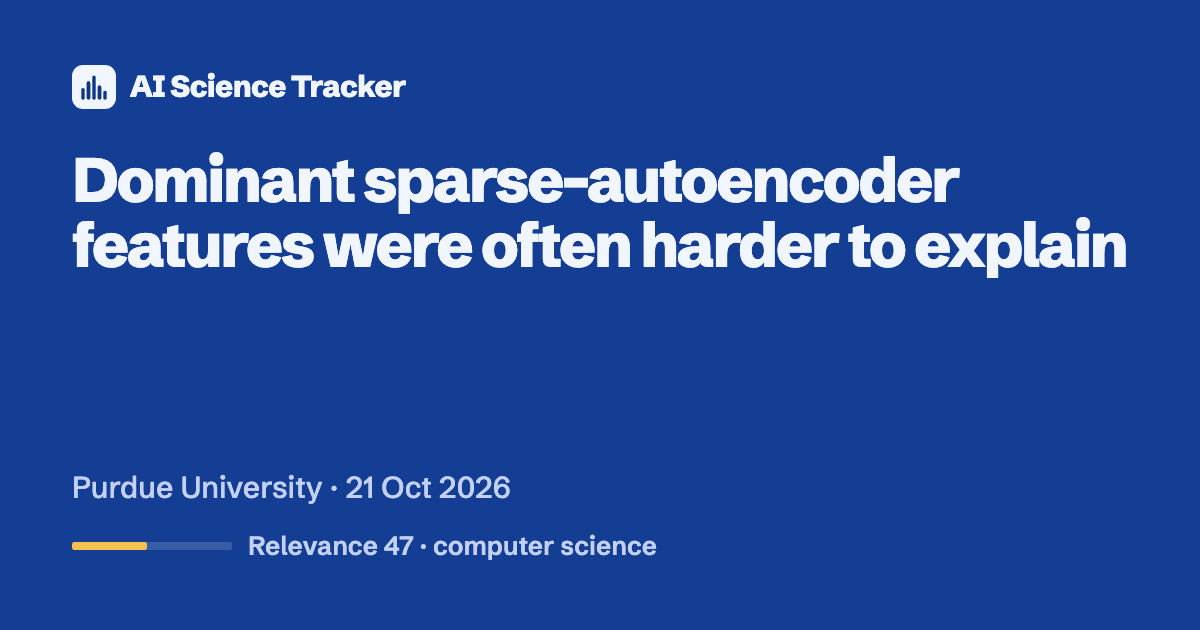 AI Science Tracker
Dominant sparse-autoencoder
features were often harder to explain
Purdue University · 21 Oct 2026
Relevance 47 · computer science